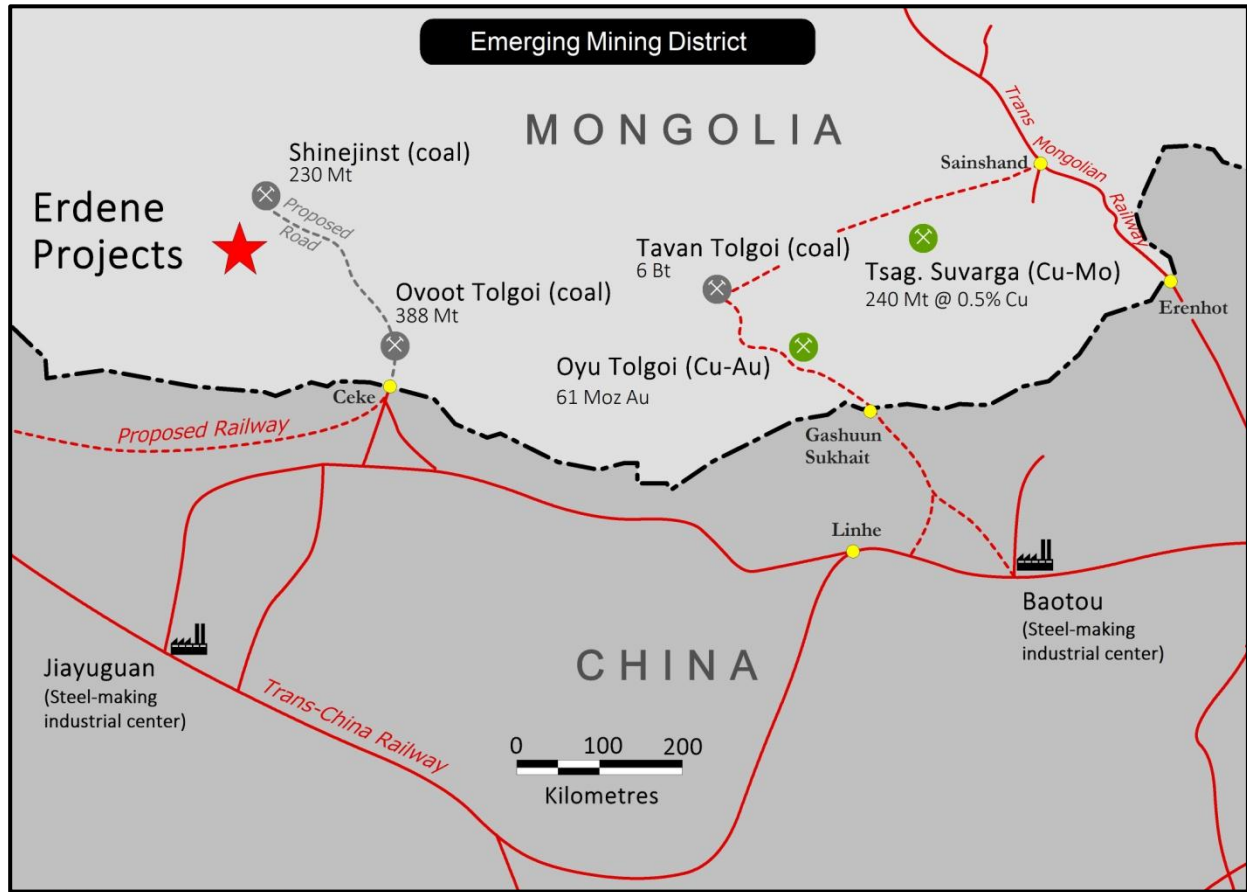 Emerging Mining District
MONGOLIA
Trans Mongolian Railway
Sainshand
Shinejinst (coal)
230 Mt
Proposed
Road
Erdene
Projects
Tavan Tolgoi (coal)
6 Bt
Tsag. Suvarga (Cu-Mo)
240 Mt @ 0.5% Cu
Erenhot
Ovoot Tolgoi (coal)
388 Mt
Oyu Tolgoi (Cu-Au)
61 Moz Au
Ceke
Proposed Railway
Gashuun
Sukhait
Linhe
Baotou
(Steel-making
industrial center)
Jiayuguan
(Steel-making
industrial center)
CHINA
Trans-China Railway
0 100 200
Kilometres